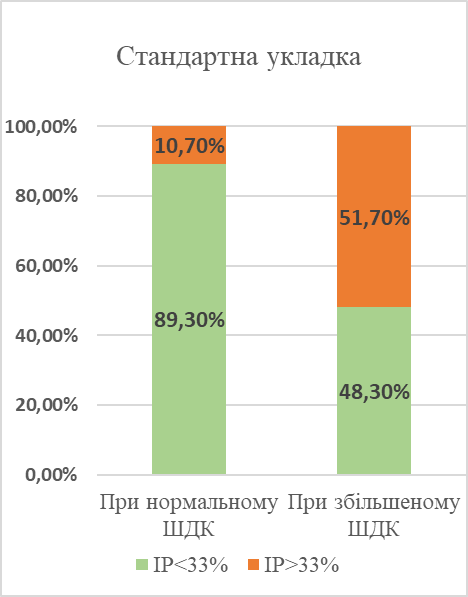 Стандартна укладка
100,00%
80,00%
60,00%
40,00%
20,00%
0,00%
10,70%
89,30%
51,70%
48,30%
При нормальному
ШДК
При збільшеному
ШДК
IP<33%
IP>33%